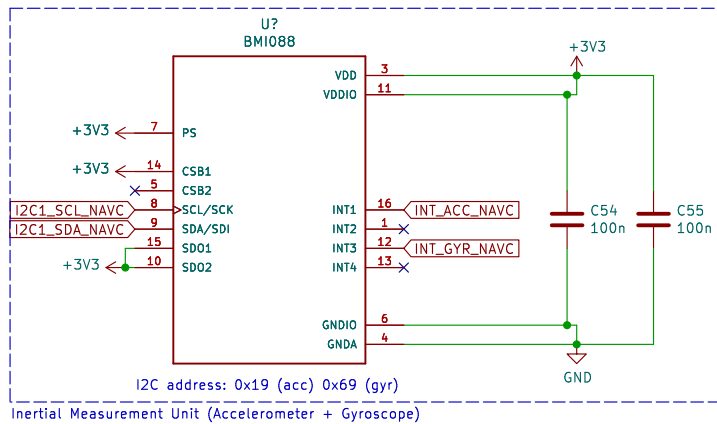 U?
BMI088
+3V3
3 VDD
11 VDDIO
+3V3 7 PS
+3V3 14 CSB1
5 CSB2
I2C1_SCL_NAVC 8 SCL/SCK
I2C1_SDA_NAVC 9 SDA/SDI
15 SDO1
+3V3 10 SDO2
INT1 16 INT_ACC_NAVC
INT2 1
INT3 12 INT_GYR_NAVC
INT4 13
C54
100n
C55
100n
GNDIO 6
GNDA 4
GND
I2C address: 0x19 (acc) 0x69 (gyr)
Inertial Measurement Unit (Accelerometer + Gyroscope)